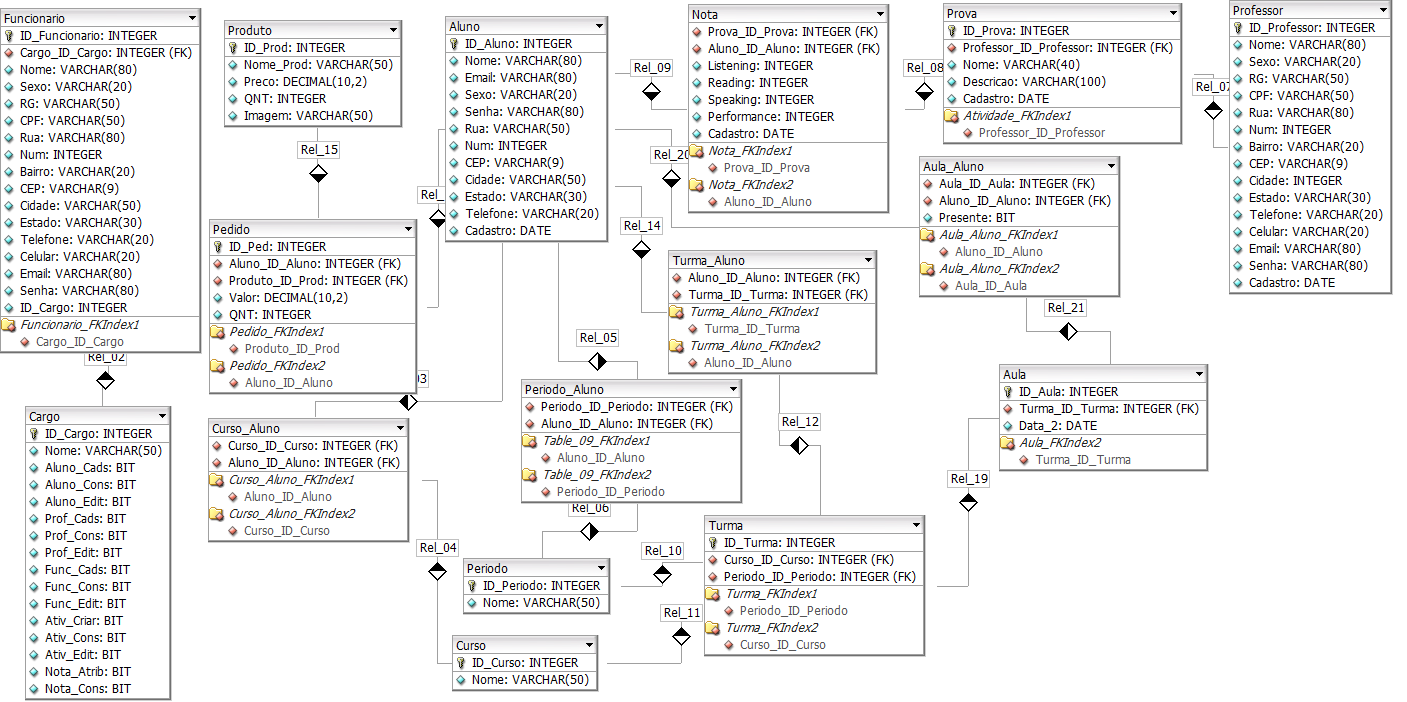 Funcionario
ID_Funcionario: INTEGER
Cargo_ID_Cargo: INTEGER (FK)
Nome: VARCHAR(80)
Sexo: VARCHAR(20)
RG: VARCHAR(50)
CPF: VARCHAR(50)
Rua: VARCHAR(80)
Num: INTEGER
Bairro: VARCHAR(20)
CEP: VARCHAR(9)
Cidade: VARCHAR(50)
Estado: VARCHAR(30)
Telefone: VARCHAR(20)
Celular: VARCHAR(20)
Email: VARCHAR(80)
Senha: VARCHAR(80)
ID_Cargo: INTEGER
Funcionario_FKIndex1
Cargo_ID_Cargo
Rel_02
Cargo
ID_Cargo: INTEGER
Nome: VARCHAR(50)
Aluno_Cads: BIT
Aluno_Cons: BIT
Aluno_Edit: BIT
Prof_Cads: BIT
Prof_Cons: BIT
Prof_Edit: BIT
Func_Cads: BIT
Func_Cons: BIT
Func_Edit: BIT
Ativ_Criar: BIT
Ativ_Cons: BIT
Ativ_Edit: BIT
Nota_Atrib: BIT
Nota_Cons: BIT
Produto
ID_Prod: INTEGER
Nome_Prod: VARCHAR(50)
Preco: DECIMAL(10,2)
QNT: INTEGER
Imagem: VARCHAR(50)
Rel_15
Pedido
ID_Ped: INTEGER
Aluno_ID_Aluno: INTEGER (FK)
Produto_ID_Prod: INTEGER (FK)
Valor: DECIMAL(10,2)
QNT: INTEGER
Pedido_FKIndex1
Produto_ID_Prod
Pedido_FKIndex2
Aluno_ID_Aluno
03
Curso_Aluno
Curso_ID_Curso: INTEGER (FK)
Aluno_ID_Aluno: INTEGER (FK)
Curso_Aluno_FKIndex1
Aluno_ID_Aluno
Curso_Aluno_FKIndex2
Curso_ID_Curso
Rel_04
Aluno
ID_Aluno: INTEGER
Nome: VARCHAR(80)
Email: VARCHAR(80)
Sexo: VARCHAR(20)
Senha: VARCHAR(80)
Rua: VARCHAR(50)
Num: INTEGER
CEP: VARCHAR(9)
Cidade: VARCHAR(50)
Estado: VARCHAR(30)
Telefone: VARCHAR(20)
Cadastro: DATE
Rel_
Rel_05
Periodo_Aluno
Periodo_ID_Periodo: INTEGER (FK)
Aluno_ID_Aluno: INTEGER (FK)
Table_09_FKIndex1
Aluno_ID_Aluno
Table_09_FKIndex2
Periodo_ID_Periodo
Rel_06
Periodo
ID_Periodo: INTEGER
Nome: VARCHAR(50)
Rel_10
Curso
ID_Curso: INTEGER
Nome: VARCHAR(50)
Rel_11
Rel_09
Nota
Prova_ID_Prova: INTEGER (FK)
Aluno_ID_Aluno: INTEGER (FK)
Listening: INTEGER
Reading: INTEGER
Speaking: INTEGER
Performance: INTEGER
Cadastro: DATE
Nota_FKIndex1
Prova_ID_Prova
Nota_FKIndex2
Aluno_ID_Aluno
Rel_20
Rel_14
Turma_Aluno
Aluno_ID_Aluno: INTEGER (FK)
Turma_ID_Turma: INTEGER (FK)
Turma_Aluno_FKIndex1
Turma_ID_Turma
Turma_Aluno_FKIndex2
Aluno_ID_Aluno
Rel_12
Turma
ID_Turma: INTEGER
Curso_ID_Curso: INTEGER (FK)
Periodo_ID_Periodo: INTEGER (FK)
Turma_FKIndex1
Periodo_ID_Periodo
Turma_FKIndex2
Curso_ID_Curso
Rel_08
Prova
ID_Prova: INTEGER
Professor_ID_Professor: INTEGER (FK)
Nome: VARCHAR(40)
Descricao: VARCHAR(100)
Cadastro: DATE
Atividade_FKIndex1
Professor_ID_Professor
Aula_Aluno
Aula_ID_Aula: INTEGER (FK)
Aluno_ID_Aluno: INTEGER (FK)
Presente: BIT
Aula_Aluno_FKIndex1
Aluno_ID_Aluno
Aula_Aluno_FKIndex2
Aula_ID_Aula
Rel_21
Aula
ID_Aula: INTEGER
Turma_ID_Turma: INTEGER (FK)
Data_2: DATE
Aula_FKIndex2
Turma_ID_Turma
Rel_19
Rel_07
Professor
ID_Professor: INTEGER
Nome: VARCHAR(80)
Sexo: VARCHAR(20)
RG: VARCHAR(50)
CPF: VARCHAR(50)
Rua: VARCHAR(80)
Num: INTEGER
Bairro: VARCHAR(20)
CEP: VARCHAR(9)
Cidade: INTEGER
Estado: VARCHAR(30)
Telefone: VARCHAR(20)
Celular: VARCHAR(20)
Email: VARCHAR(80)
Senha: VARCHAR(80)
Cadastro: DATE